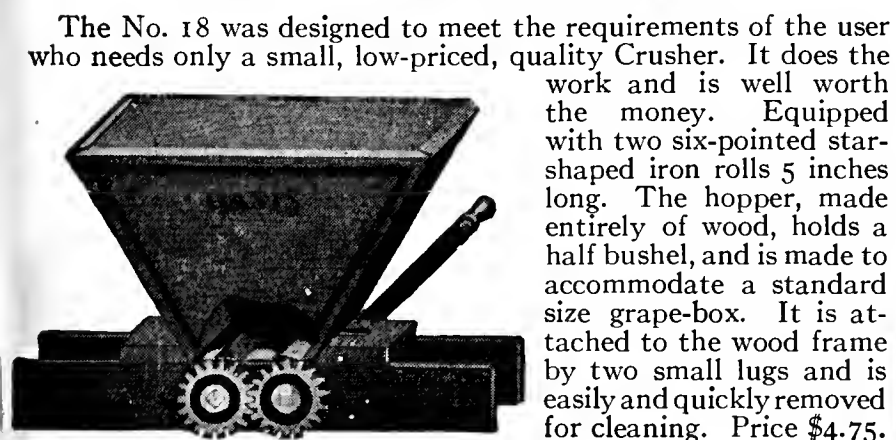 The No. 18 was designed to meet the requirements of the user
who needs only a small, low-priced, quality Crusher. It does the
work and is well worth
the money. Equipped
with two six-pointed star-
shaped iron rolls 5 inches
long. The hopper, made
entirely of wood, holds a
half bushel, and is made to
accommodate a standard
size grape-box. It is at-
tached to the wood frame
by two small lugs and is
easily and quickly removed
for cleaning. Price $4.75.